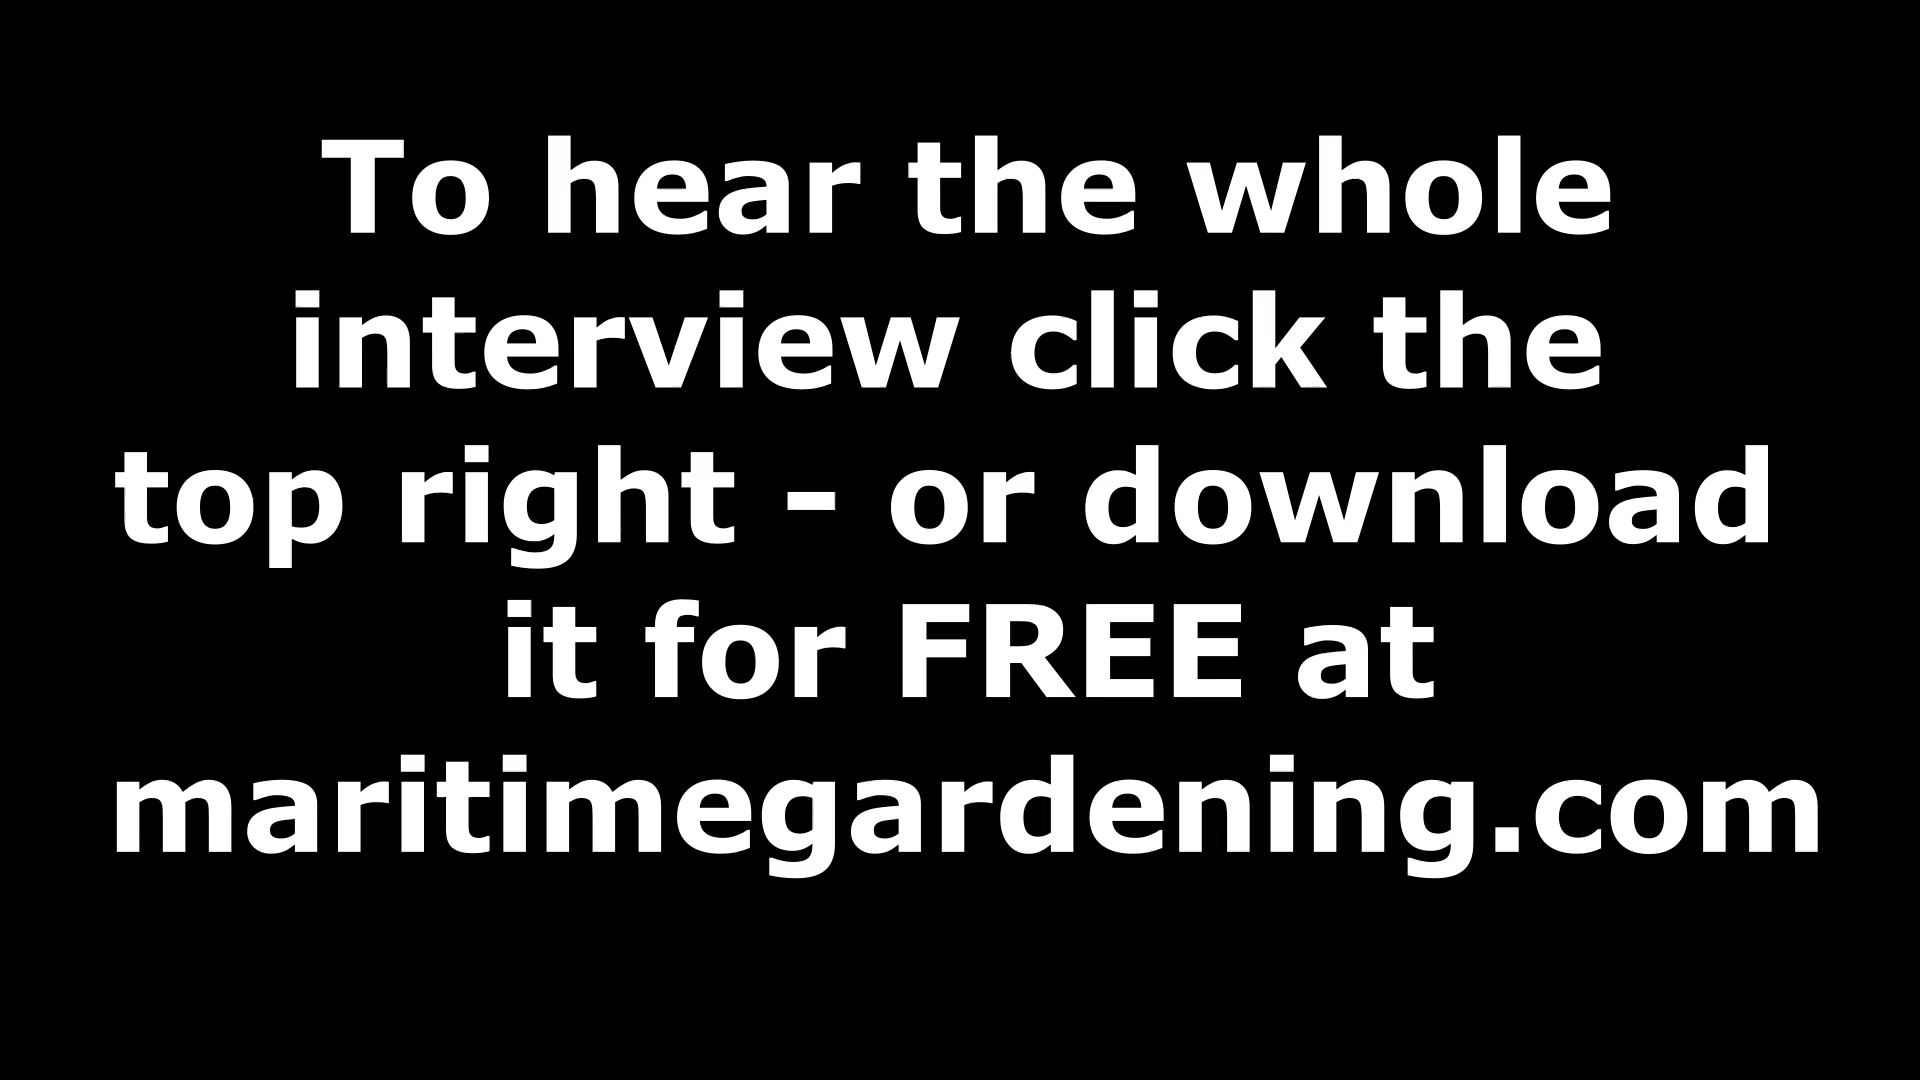 To hear the whole
interview click the
top right - or download
it for FREE at
maritimegardening.com